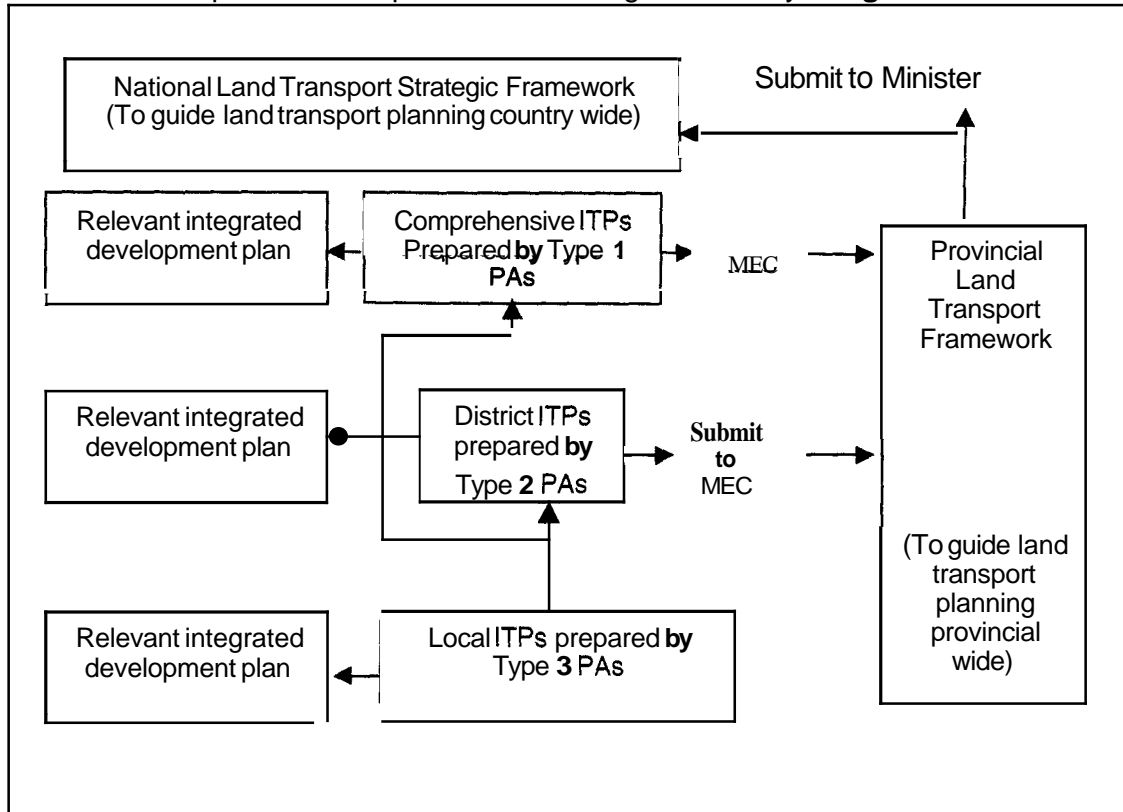 National Land Transport Strategic Framework
(To guide land transport planning country wide)
Submit to Minister
Relevant integrated
development plan
Comprehensive ITPs
Prepared by Type 1
PAs
MEC
Provincial
Land
Transport
Framework
(To guide land
transport
planning
provincial
wide)
Relevant integrated
development plan
District ITPs
prepared by
Type 2 PAs
Submit
to
MEC
Relevant integrated
development plan
Local ITPs prepared by
Type 3 PAs